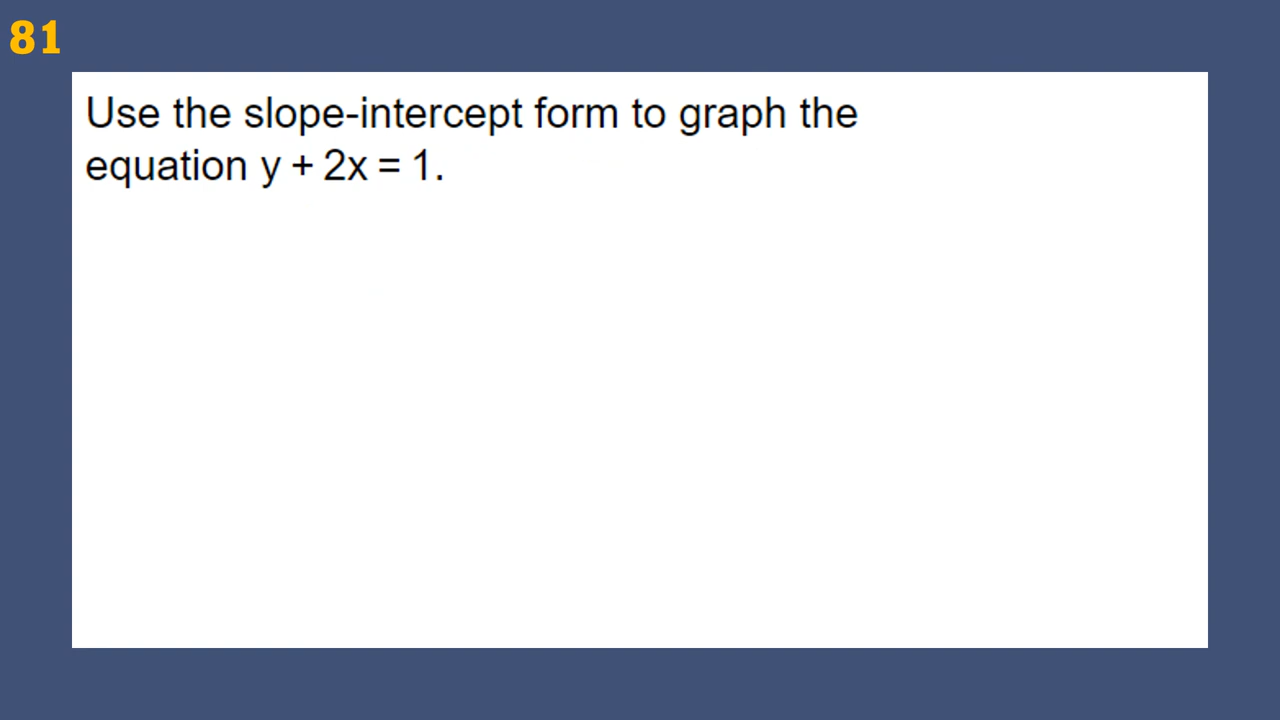 81
Use the slope-intercept form to graph the
equation y + 2x = 1.